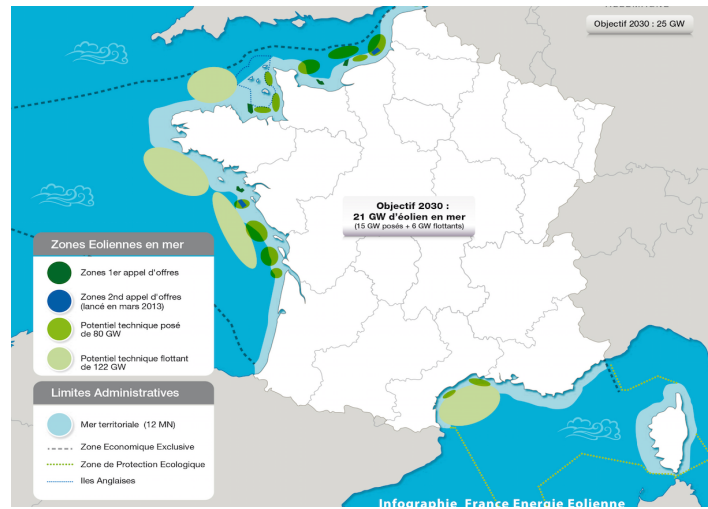 Objectif 2030 : 25 GW
Objectif 2030 :
21 GW d'éolien en mer
(15 GW posés + 6 GW flottants)
Zones Eoliennes en mer
Zones 1er appel d'offres
Zones 2nd appel d'offres
(lancé en mars 2013)
Potentiel technique posé
de 80 GW
Potentiel technique flottant
de 122 GW
Limites Administratives
Mer territoriale (12 MN)
Zone Economique Exclusive
Zone de Protection Ecologique
Iles Anglaises
Infographie France Energie Eolienne